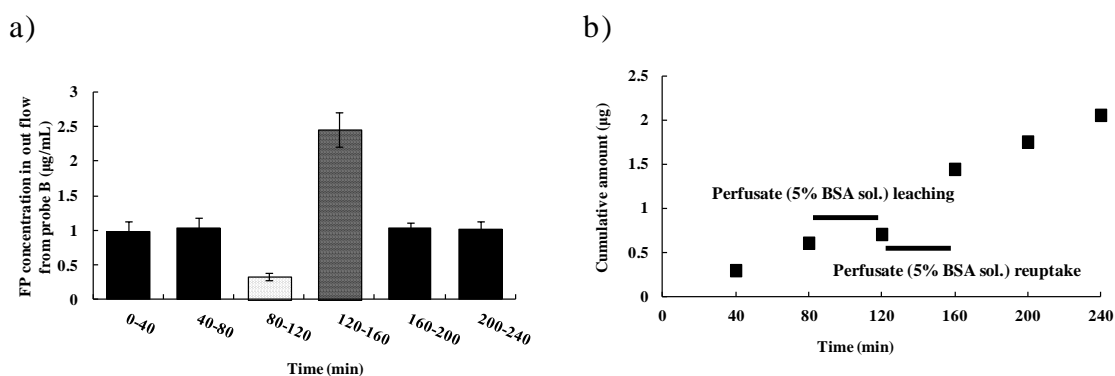 a)
FP concentration in out flow
from probe B (µg/mL)
3
2.5
2
1.5
1
0.5
0
0-40
40-80
80-120
120-160
160-200
200-240
Time (min)
b)
Cumulative amount (µg)
2.5
2
1.5
1
0.5
0
Perfusate (5% BSA sol.) leaching
Perfusate (5% BSA sol.) reuptake
0
40
80
120
160
200
240
Time (min)